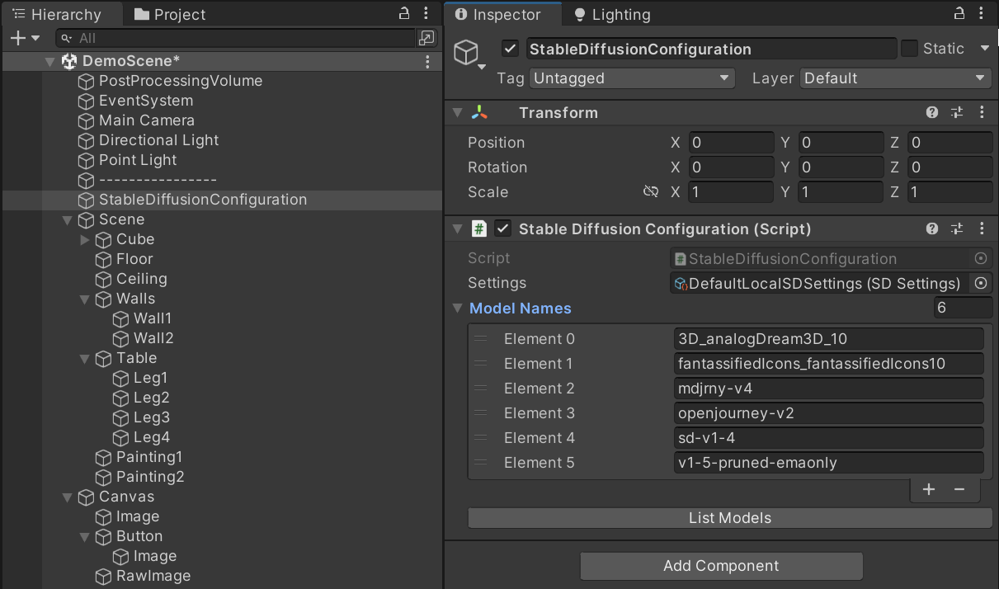 Hierarchy
Project
All
DemoScene*
PostProcessingVolume
EventSystem
Main Camera
Directional Light
Point Light
----------------
StableDiffusionConfiguration
Scene
Cube
Floor
Ceiling
Walls
Wall1
Wall2
Table
Leg1
Leg2
Leg3
Leg4
Painting1
Painting2
Canvas
Image
Button
Image
RawImage
Inspector
Lighting
StableDiffusionConfiguration
Static
Tag Untagged
Layer Default
Transform
Position X 0 Y 0 Z 0
Rotation X 0 Y 0 Z 0
Scale X 1 Y 1 Z 1
# Stable Diffusion Configuration (Script)
Script # StableDiffusionConfiguration
Settings DefaultLocalSDSettings (SD Settings)
Model Names 6
Element 0 3D_analogDream3D_10
Element 1 fantassifiedIcons_fantassifiedIcons10
Element 2 mdjrny-v4
Element 3 openjourney-v2
Element 4 sd-v1-4
Element 5 v1-5-pruned-emaonly
+ −
List Models
Add Component